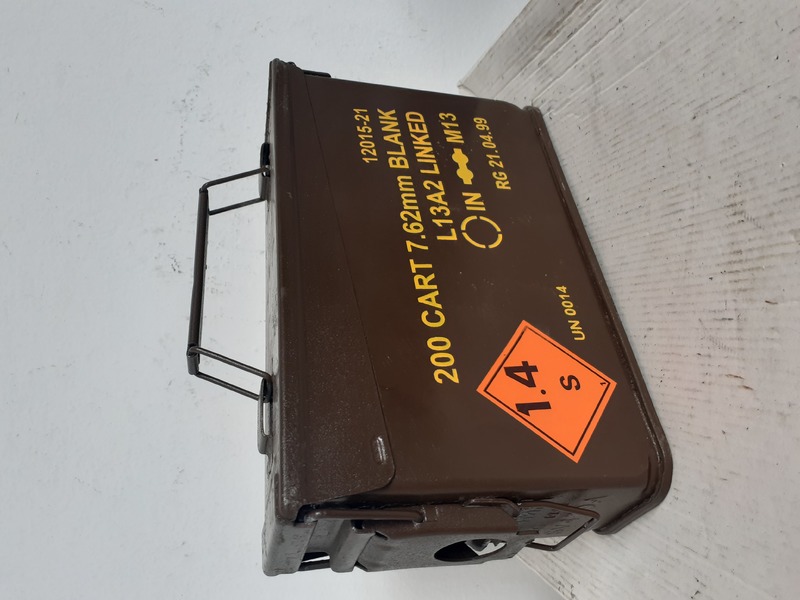 12015-21
200 CART 7.62mm BLANK
L13A2 LINKED
IN M13
RG 21.04.99
1.4
S
UN 0014